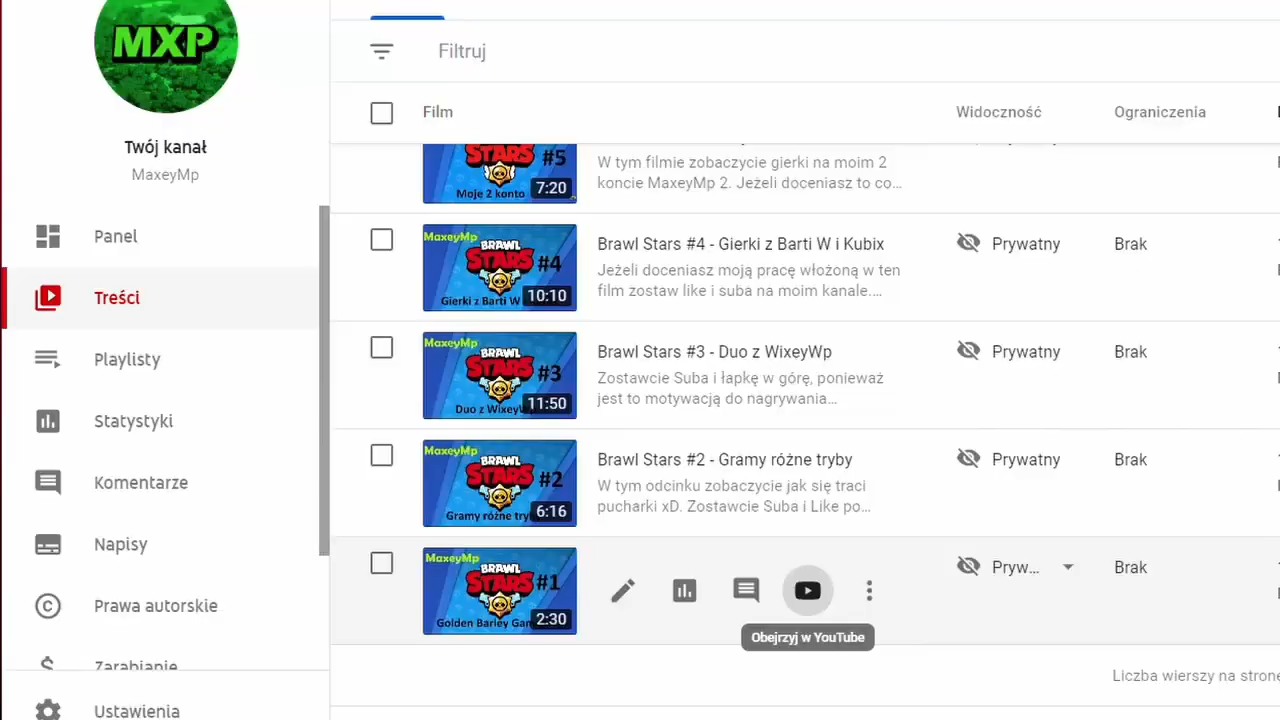 MXP
Twój kanał
MaxeyMp
Panel
Treści
Playlisty
Statystyki
Komentarze
Napisy
Prawa autorskie
Zarabianie
Ustawienia
Filtruj
Film
Widoczność
Ograniczenia
STARS #5
Moje 2 konto
7:20
W tym filmie zobaczycie gierki na moim 2
koncie MaxeyMp 2. Jeżeli doceniasz to co...
MaxeyMp
BRAWL
STARS #4
Gierki z Barti W
10:10
Brawl Stars #4 - Gierki z Barti W i Kubix
Jeżeli doceniasz moją pracę włożoną w ten
film zostaw like i suba na moim kanale....
Prywatny
Brak
MaxeyMp
BRAWL
STARS #3
Duo z WixeyW
11:50
Brawl Stars #3 - Duo z WixeyWp
Zostawcie Suba i łapkę w górę, ponieważ
jest to motywacją do nagrywania...
Prywatny
Brak
MaxeyMp
BRAWL
STARS #2
Gramy różne try
6:16
Brawl Stars #2 - Gramy różne tryby
W tym odcinku zobaczycie jak się traci
pucharki xD. Zostawcie Suba i Like po...
Prywatny
Brak
MaxeyMp
BRAWL
STARS #1
Golden Barley Gam
2:30
Pryw...
Brak
Obejrzyj w YouTube
Liczba wierszy na stronę